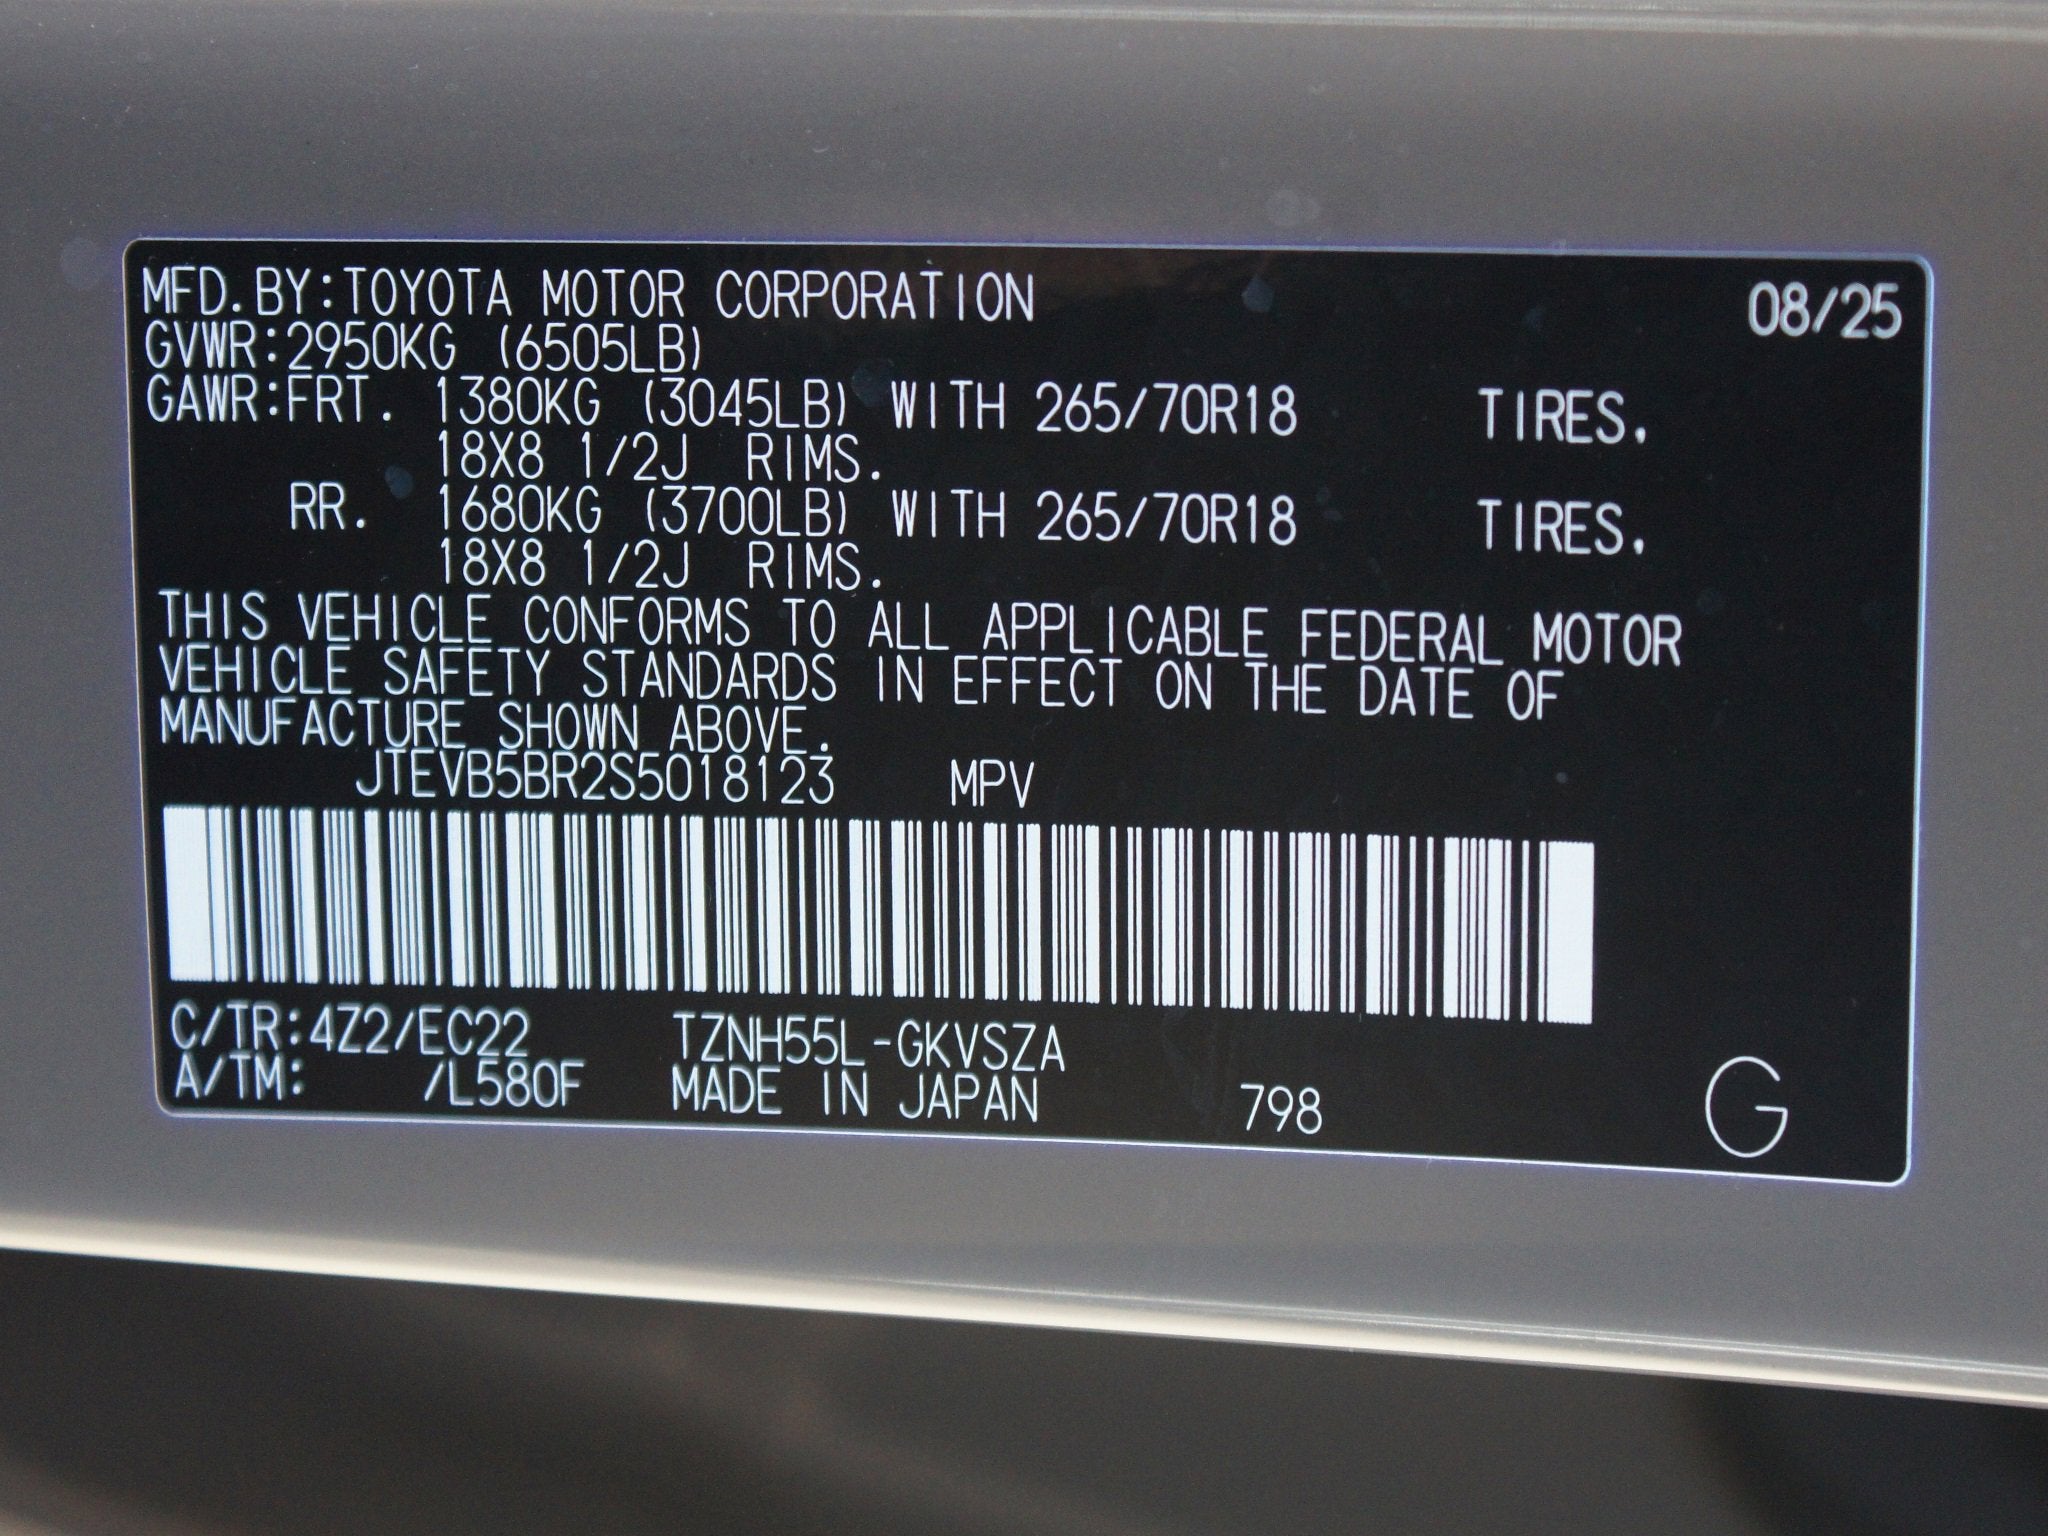 MFD.BY:TOYOTA MOTOR CORPORATION 08/25
GVWR:2950KG (6505LB)
GAWR:FRT. 1380KG (3045LB) WITH 265/70R18 TIRES.
18X8 1/2J RIMS.
RR. 1680KG (3700LB) WITH 265/70R18 TIRES.
18X8 1/2J RIMS.
THIS VEHICLE CONFORMS TO ALL APPLICABLE FEDERAL MOTOR
VEHICLE SAFETY STANDARDS IN EFFECT ON THE DATE OF
MANUFACTURE SHOWN ABOVE.
JTEVB5BR2S5018123 MPV
C/TR:4Z2/EC22 TZNH55L-GKVSZA
A/TM: /L580F MADE IN JAPAN 798 G